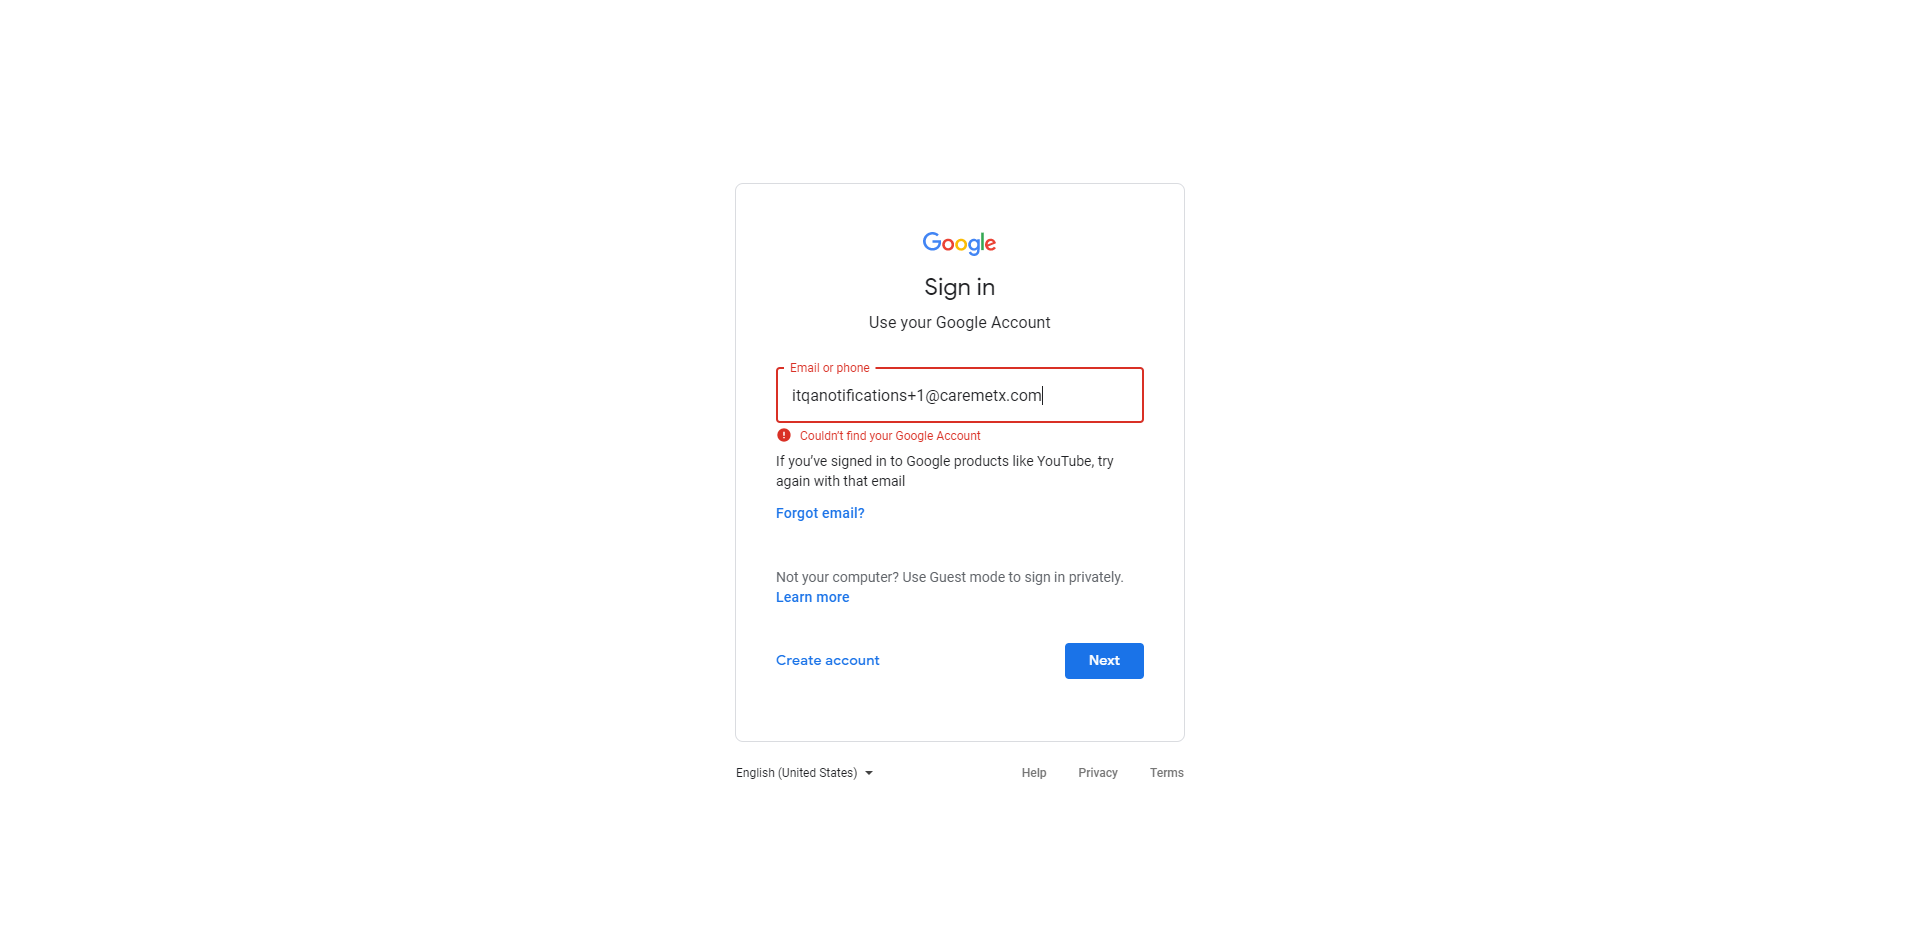 Google
Sign in
Use your Google Account
Email or phone
itqanotifications+1@caremetx.com
Couldn't find your Google Account
If you've signed in to Google products like YouTube, try
again with that email
Forgot email?
Not your computer? Use Guest mode to sign in privately.
Learn more
Create account
Next
English (United States)
Help
Privacy
Terms